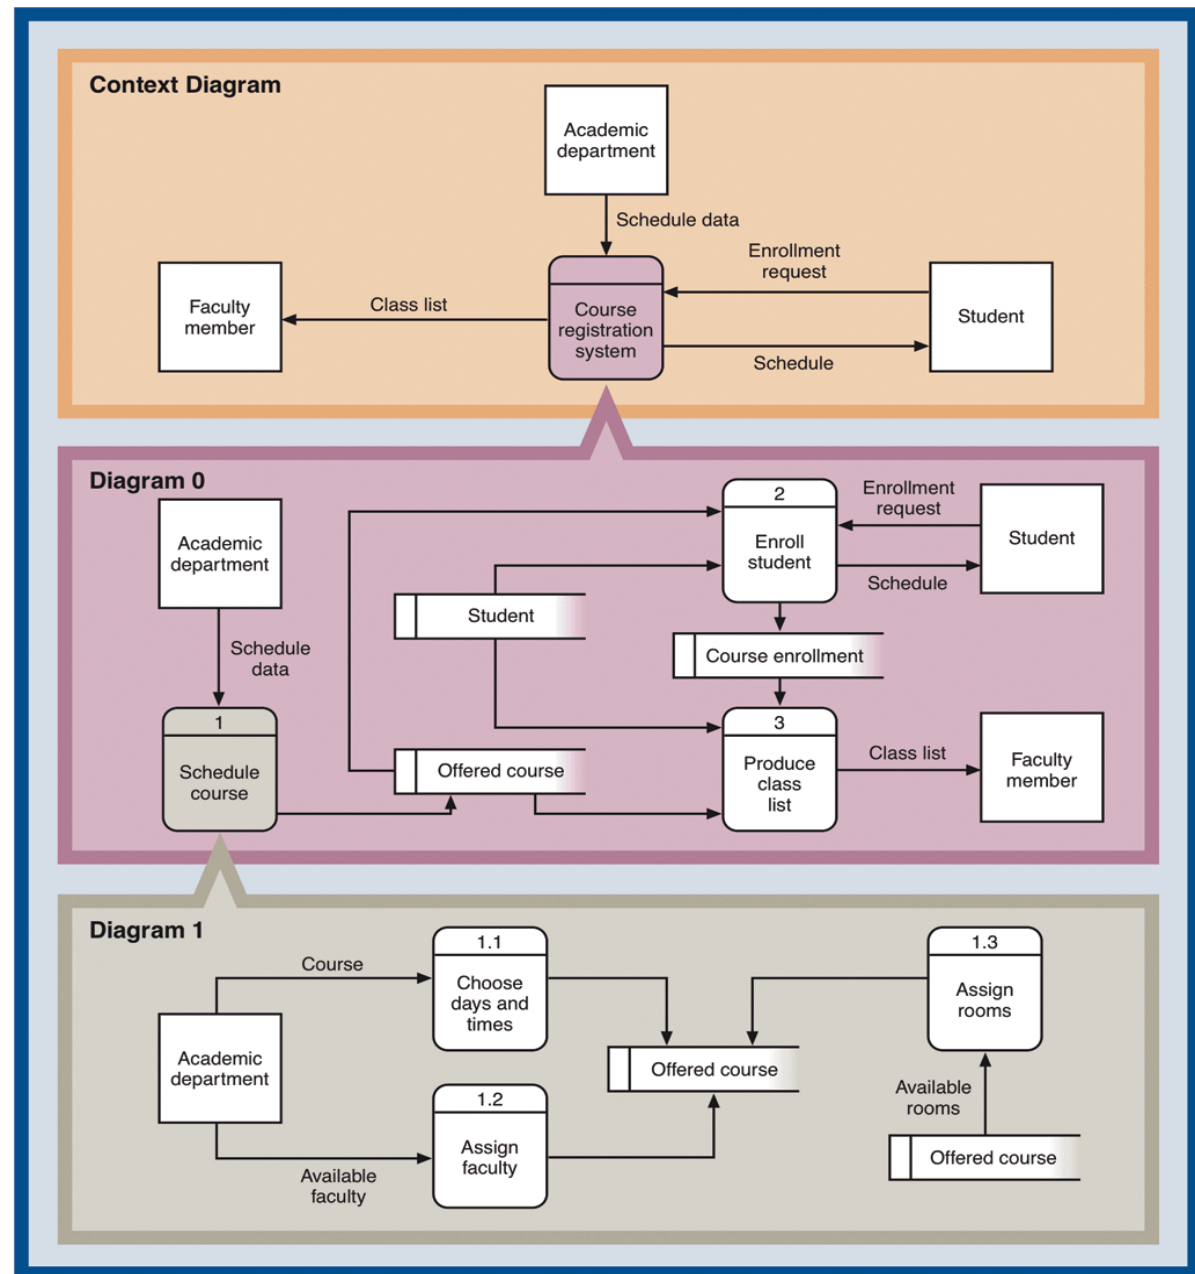 Context Diagram
Academic
department
Schedule data
Enrollment
request
Faculty
member
Class list
Course
registration
system
Student
Schedule
Diagram 0
Academic
department
2
Enroll
student
Enrollment
request
Student
Schedule
Student
Schedule
data
Course enrollment
1
Schedule
course
Offered course
3
Produce
class
list
Class list
Faculty
member
Diagram 1
Course
1.1
Choose
days and
times
1.3
Assign
rooms
Academic
department
Offered course
Available
rooms
1.2
Assign
faculty
Available
faculty
Offered course